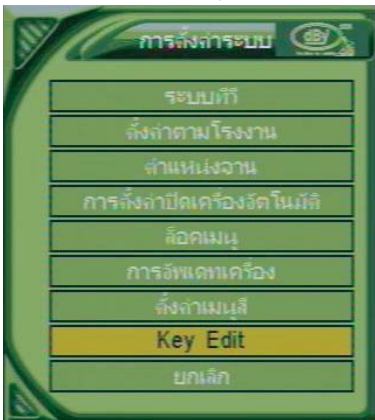 การตั้งค่าระบบ dBy
ระบบทีวี
ตั้งค่าตามโรงงาน
ตำแหน่งจาน
การตั้งค่าปิดเครื่องอัตโนมัติ
ล็อคเมนู
การอัพเดทเครื่อง
ตั้งค่าเมนูสี
Key Edit
ยกเลิก